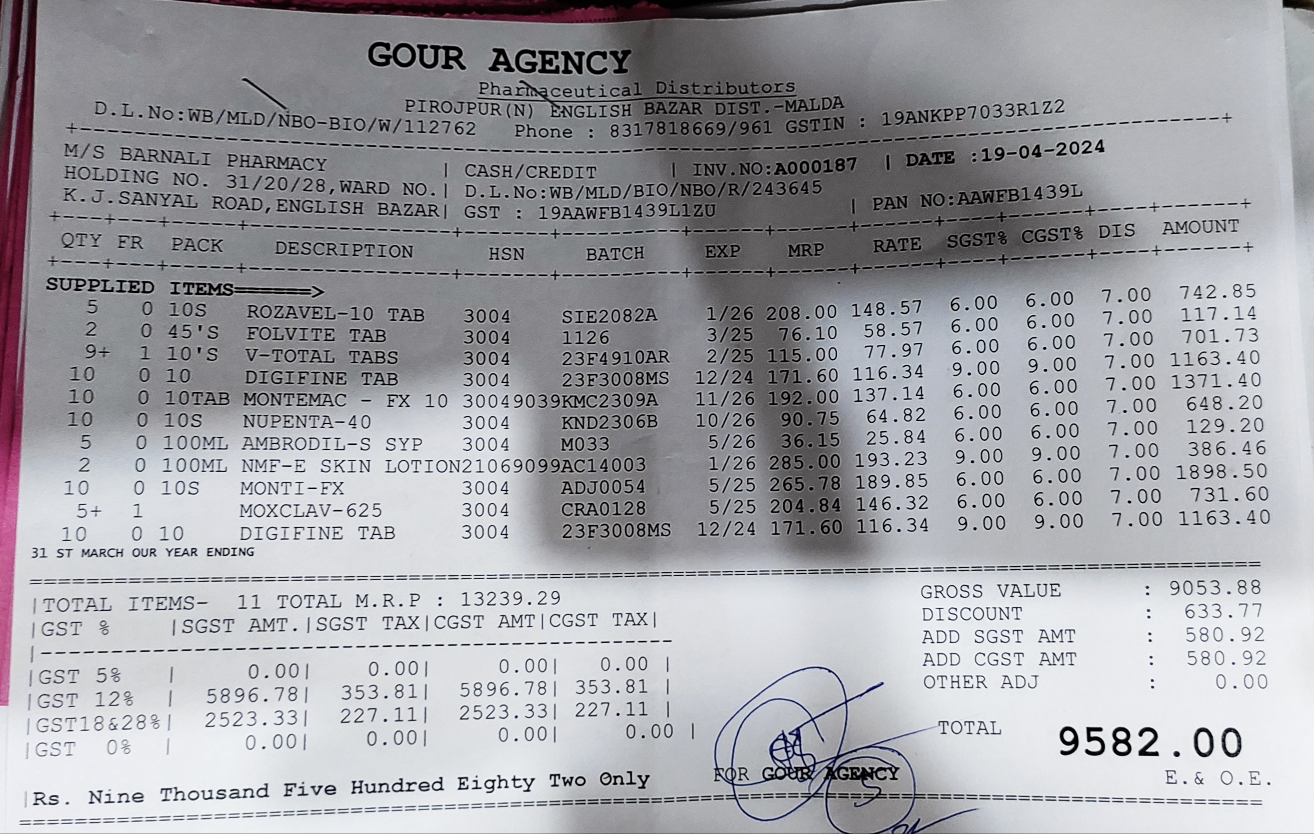 GOUR AGENCY
Pharmaceutical Distributors
PIROJPUR(N) ENGLISH BAZAR DIST.-MALDA
D.L.No:WB/MLD/NBO-BIO/W/112762 Phone : 8317818669/961 GSTIN : 19ANKPP7033R1Z2
M/S BARNALI PHARMACY | CASH/CREDIT | INV.NO:A000187 | DATE :19-04-2024
HOLDING NO. 31/20/28,WARD NO.| D.L.No:WB/MLD/BIO/NBO/R/243645
K.J.SANYAL ROAD,ENGLISH BAZAR| GST : 19AAWFB1439L1ZU | PAN NO:AAWFB1439L
QTY FR PACK DESCRIPTION HSN BATCH EXP MRP RATE SGST% CGST% DIS AMOUNT
SUPPLIED ITEMS======>
5 0 10S ROZAVEL-10 TAB 3004 SIE2082A 1/26 208.00 148.57 6.00 6.00 7.00 742.85
2 0 45'S FOLVITE TAB 3004 1126 3/25 76.10 58.57 6.00 6.00 7.00 117.14
9+ 1 10'S V-TOTAL TABS 3004 23F4910AR 2/25 115.00 77.97 6.00 6.00 7.00 701.73
10 0 10 DIGIFINE TAB 3004 23F3008MS 12/24 171.60 116.34 9.00 9.00 7.00 1163.40
10 0 10TAB MONTEMAC - FX 10 30049039KMC2309A 11/26 192.00 137.14 6.00 6.00 7.00 1371.40
10 0 10S NUPENTA-40 3004 KND2306B 10/26 90.75 64.82 6.00 6.00 7.00 648.20
5 0 100ML AMBRODIL-S SYP 3004 M033 5/26 36.15 25.84 6.00 6.00 7.00 129.20
2 0 100ML NMF-E SKIN LOTION21069099AC14003 1/26 285.00 193.23 9.00 9.00 7.00 386.46
10 0 10S MONTI-FX 3004 ADJ0054 5/25 265.78 189.85 6.00 6.00 7.00 1898.50
5+ 1 MOXCLAV-625 3004 CRA0128 5/25 204.84 146.32 6.00 6.00 7.00 731.60
10 0 10 DIGIFINE TAB 3004 23F3008MS 12/24 171.60 116.34 9.00 9.00 7.00 1163.40
31 ST MARCH OUR YEAR ENDING
|TOTAL ITEMS- 11 TOTAL M.R.P : 13239.29
|GST % |SGST AMT.|SGST TAX|CGST AMT|CGST TAX|
|GST 5% | 0.00| 0.00| 0.00| 0.00 |
|GST 12% | 5896.78| 353.81| 5896.78| 353.81 |
|GST18&28%| 2523.33| 227.11| 2523.33| 227.11 |
|GST 0% | 0.00| 0.00| 0.00| 0.00 |
GROSS VALUE : 9053.88
DISCOUNT : 633.77
ADD SGST AMT : 580.92
ADD CGST AMT : 580.92
OTHER ADJ : 0.00
TOTAL 9582.00
|Rs. Nine Thousand Five Hundred Eighty Two Only
FOR GOUR AGENCY
E.& O.E.